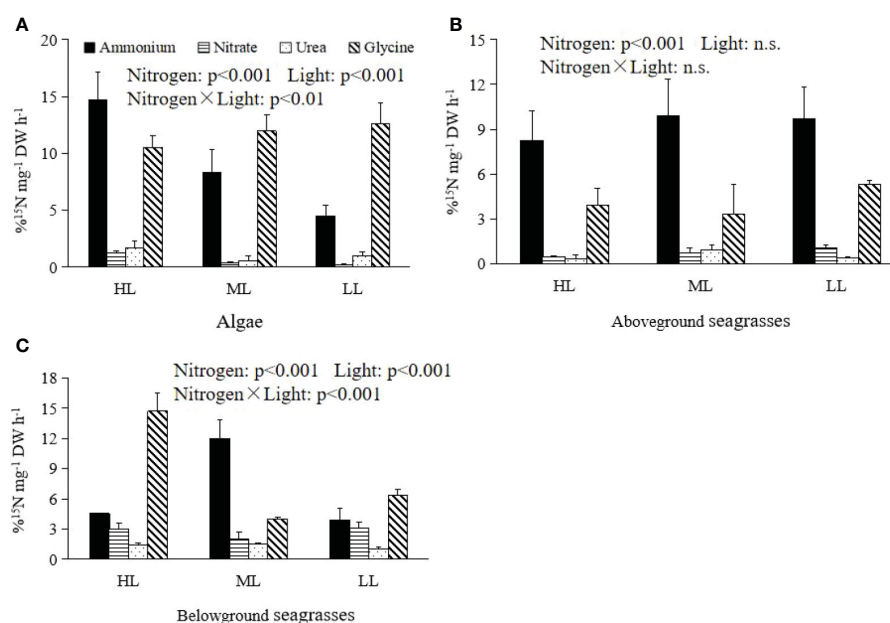 A
20
15
10
5
0
%¹⁵N mg⁻¹ DW h⁻¹
Ammonium Nitrate Urea Glycine
Nitrogen: p<0.001 Light: p<0.001
Nitrogen×Light: p<0.01
HL ML LL
Algae
B
15
12
9
6
3
0
%¹⁵N mg⁻¹ DW h⁻¹
Nitrogen: p<0.001 Light: n.s.
Nitrogen×Light: n.s.
HL ML LL
Aboveground seagrasses
C
18
15
12
9
6
3
0
%¹⁵N mg⁻¹ DW h⁻¹
Nitrogen: p<0.001 Light: p<0.001
Nitrogen×Light: p<0.001
HL ML LL
Belowground seagrasses